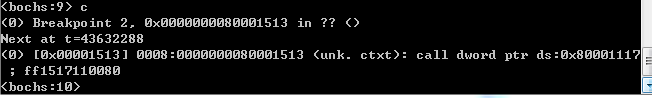 <bochs:9> c
(0) Breakpoint 2, 0x0000000080001513 in ?? ()
Next at t=43632288
(0) [0x00001513] 0008:0000000080001513 (unk. ctxt): call dword ptr ds:0x80001117
; ff1517110080
<bochs:10>